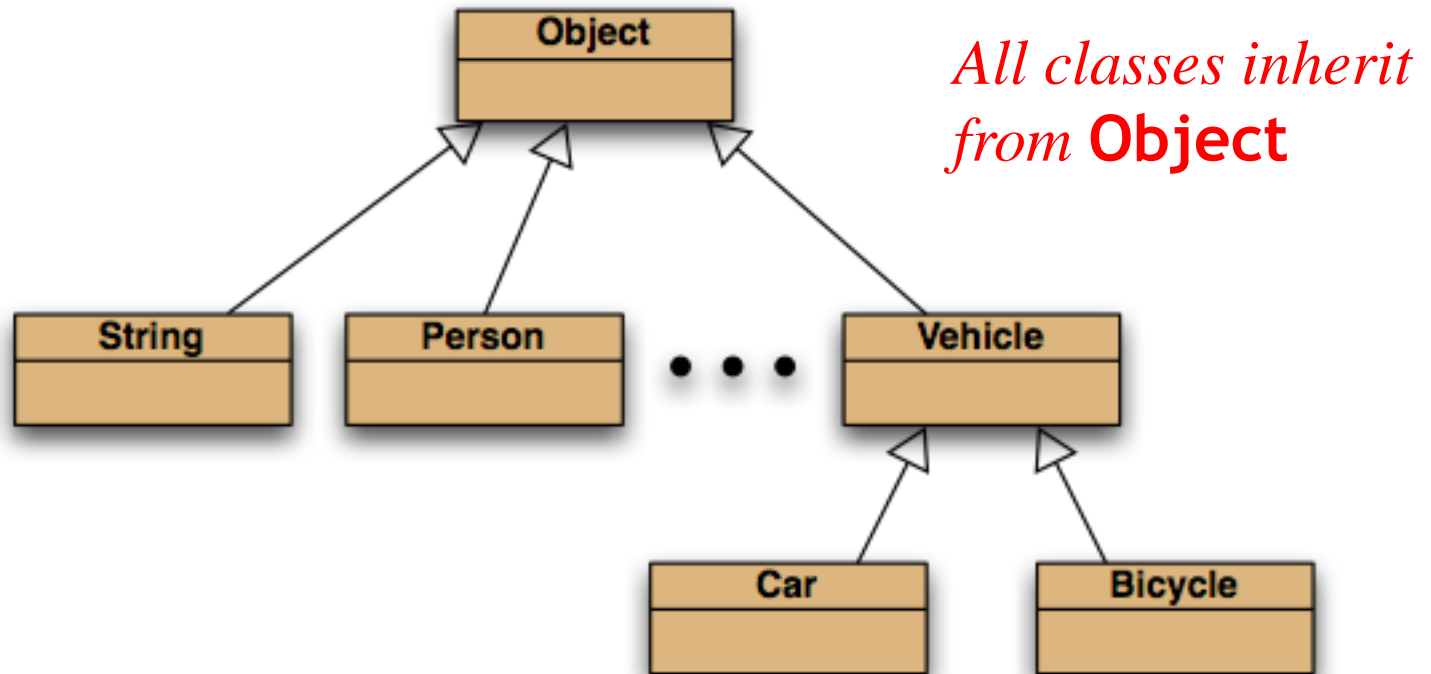 Object
All classes inherit
from Object
String
Person
Vehicle
Car
Bicycle